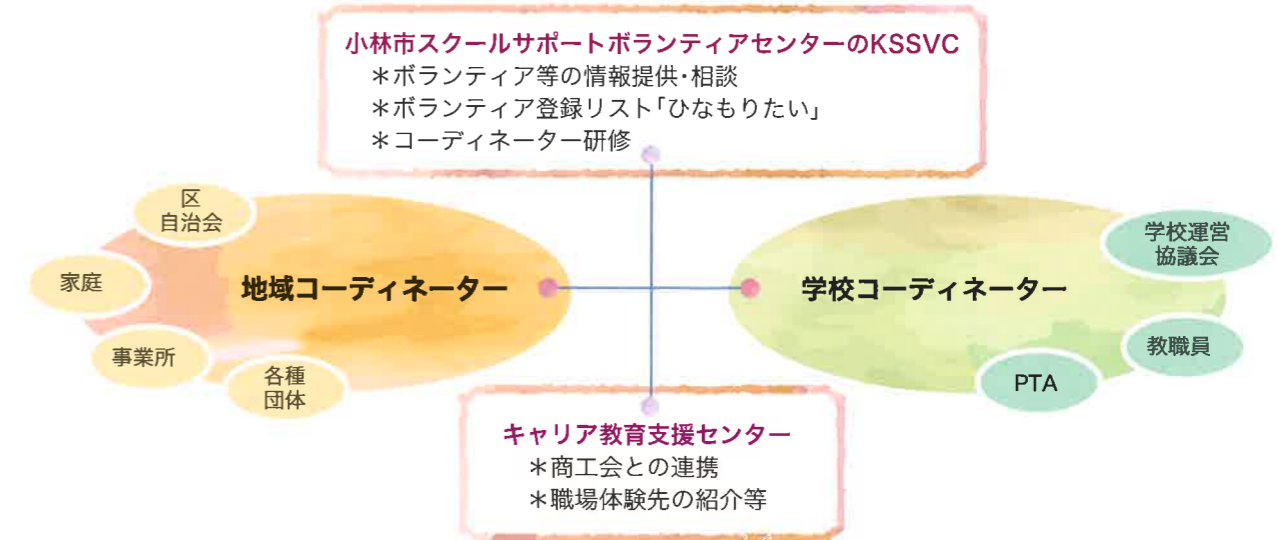 小林市スクールサポートボランティアセンターのKSSVC
＊ボランティア等の情報提供･相談
＊ボランティア登録リスト「ひなもりたい」
＊コーディネーター研修
区
自治会
家庭
事業所
各種
団体
地域コーディネーター
学校コーディネーター
学校運営
協議会
教職員
PTA
キャリア教育支援センター
＊商工会との連携
＊職場体験先の紹介等